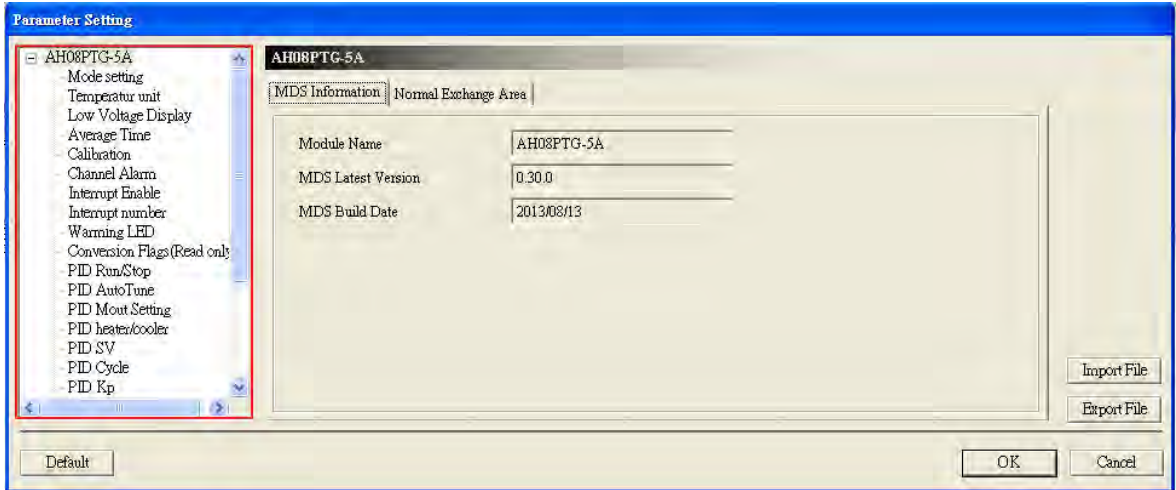 Parameter Setting
AH08PTG-5A
Mode setting
Temperatur unit
Low Voltage Display
Average Time
Calibration
Channel Alarm
Interrupt Enable
Interrupt number
Warming LED
Conversion Flags(Read only
PID Run/Stop
PID AutoTune
PID Mout Setting
PID heater/cooler
PID SV
PID Cycle
PID Kp
AH08PTG-5A
MDS Information Normal Exchange Area
Module Name AH08PTG-5A
MDS Latest Version 0.30.0
MDS Build Date 2013/08/13
Import File
Export File
Default OK Cancel